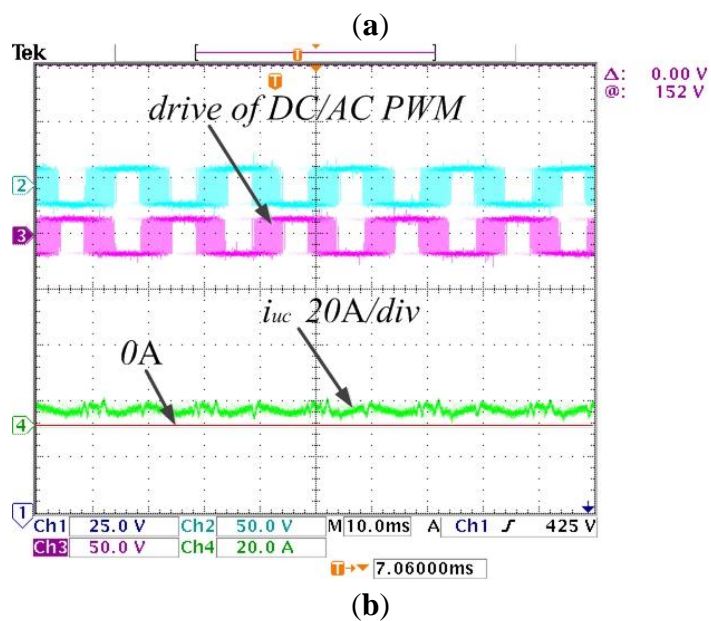 (a)
Tek
T
T
Δ: 0.00 V
@: 152 V
drive of DC/AC PWM
2
3
iuc 20A/div
0A
4
1
Ch1 25.0 V Ch2 50.0 V M 10.0ms A Ch1 ʃ 425 V
Ch3 50.0 V Ch4 20.0 A
T→▼ 7.06000ms
(b)